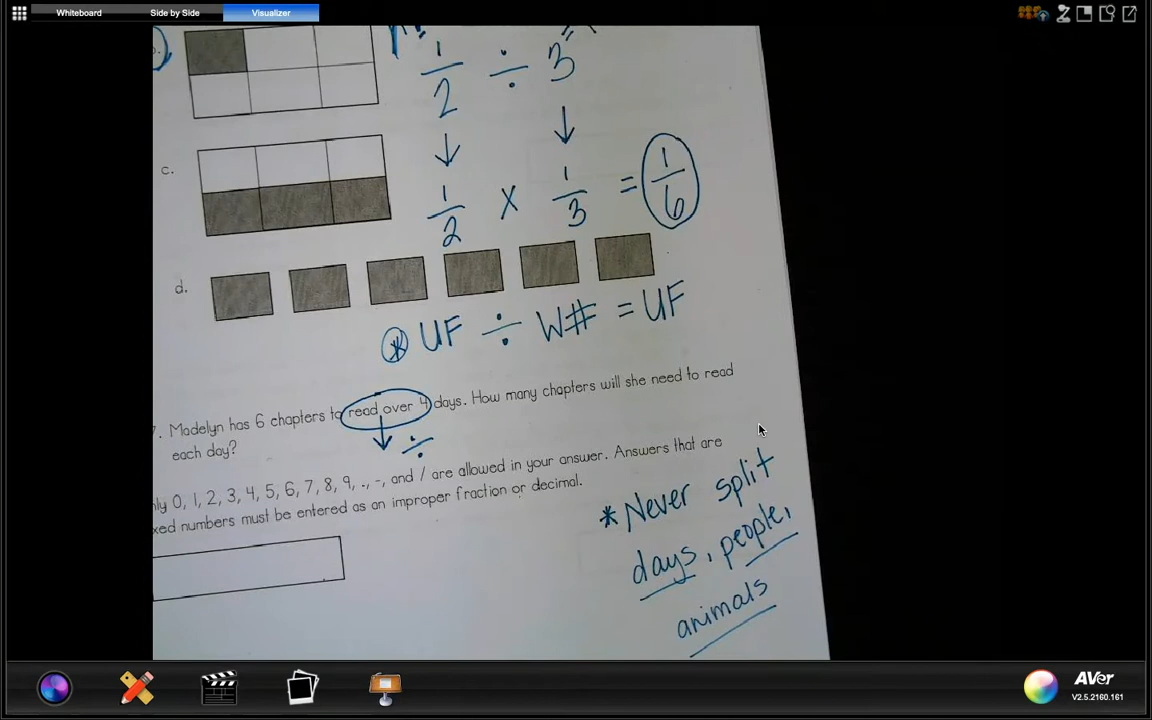 Whiteboard Side by Side Visualizer
1/2 ÷ 3
c.
1/2 x 1/3 = 1/6
d.
* UF ÷ W# = UF
7. Madelyn has 6 chapters to read over 4 days. How many chapters will she need to read
each day?
÷
nly 0, 1, 2, 3, 4, 5, 6, 7, 8, 9, ., -, and / are allowed in your answer. Answers that are
xed numbers must be entered as an improper fraction or decimal.
* Never split
days, people,
animals
AVer
V2.5.2160.161